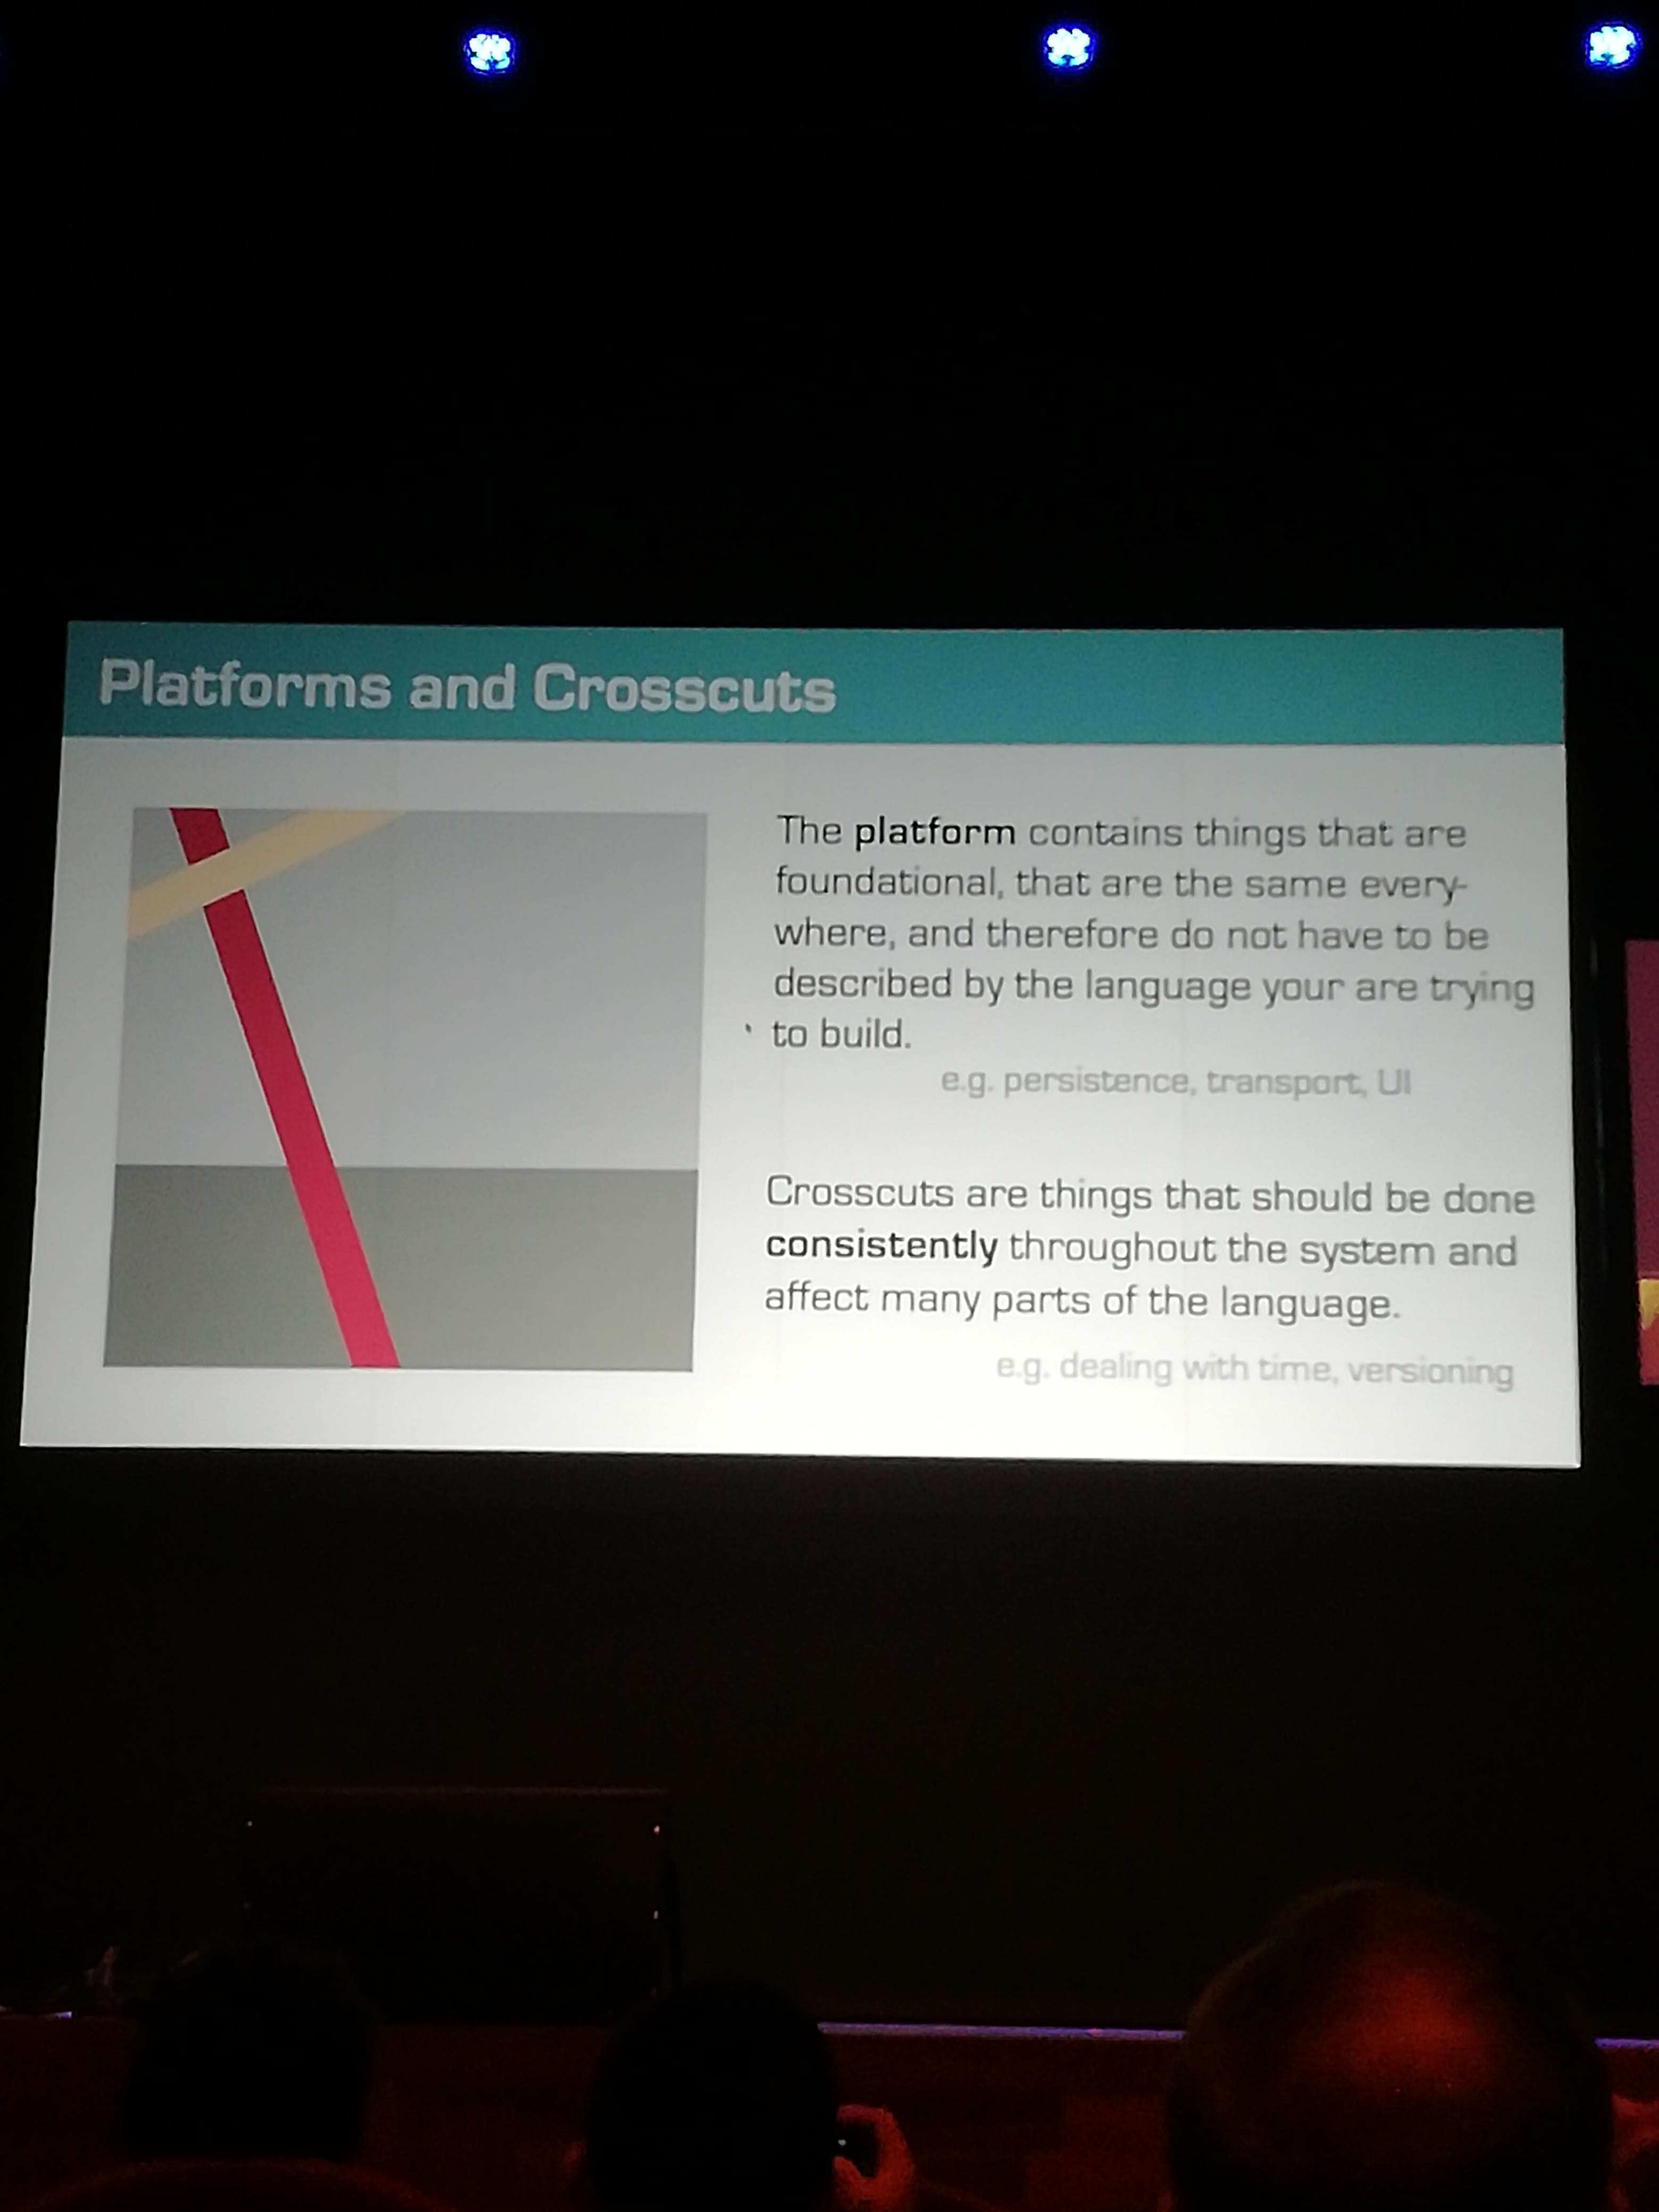 Platforms and Crosscuts
The platform contains things that are
foundational, that are the same every-
where, and therefore do not have to be
described by the language your are trying
to build.
e.g. persistence, transport, UI
Crosscuts are things that should be done
consistently throughout the system and
affect many parts of the language.
e.g. dealing with time, versioning